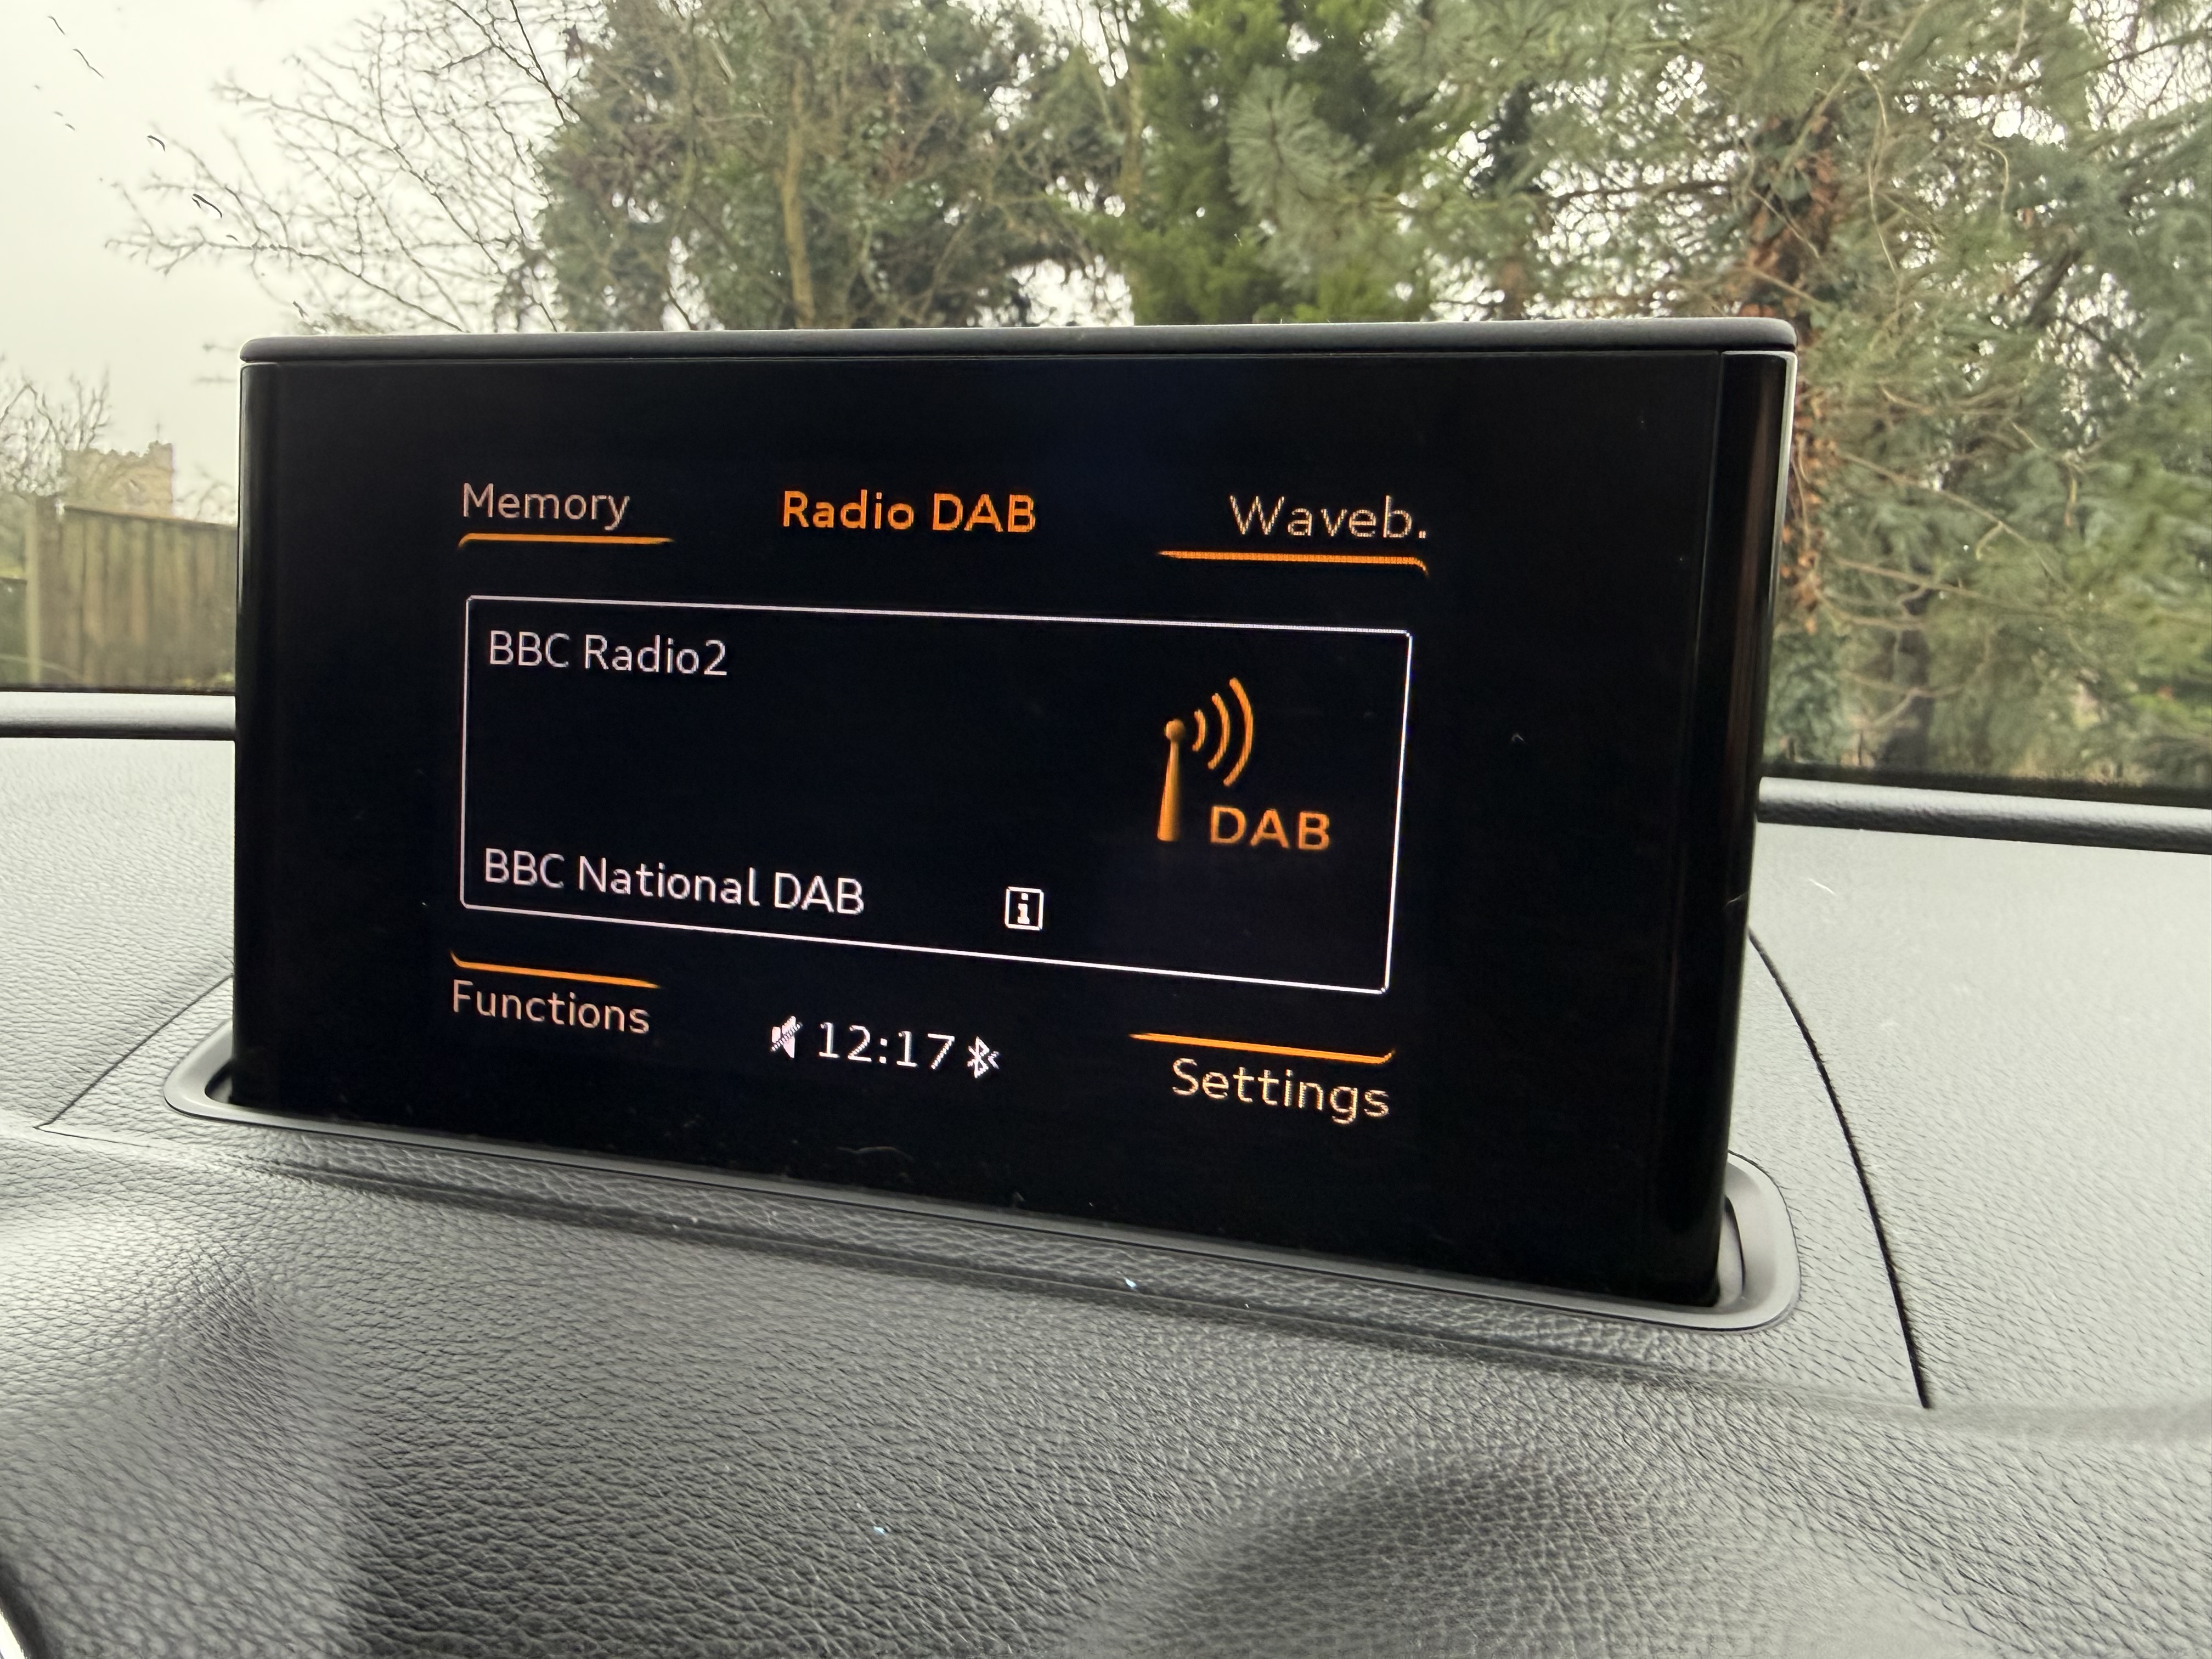 Memory
Radio DAB
Waveb.
BBC Radio2
DAB
BBC National DAB
i
Functions
12:17
Settings